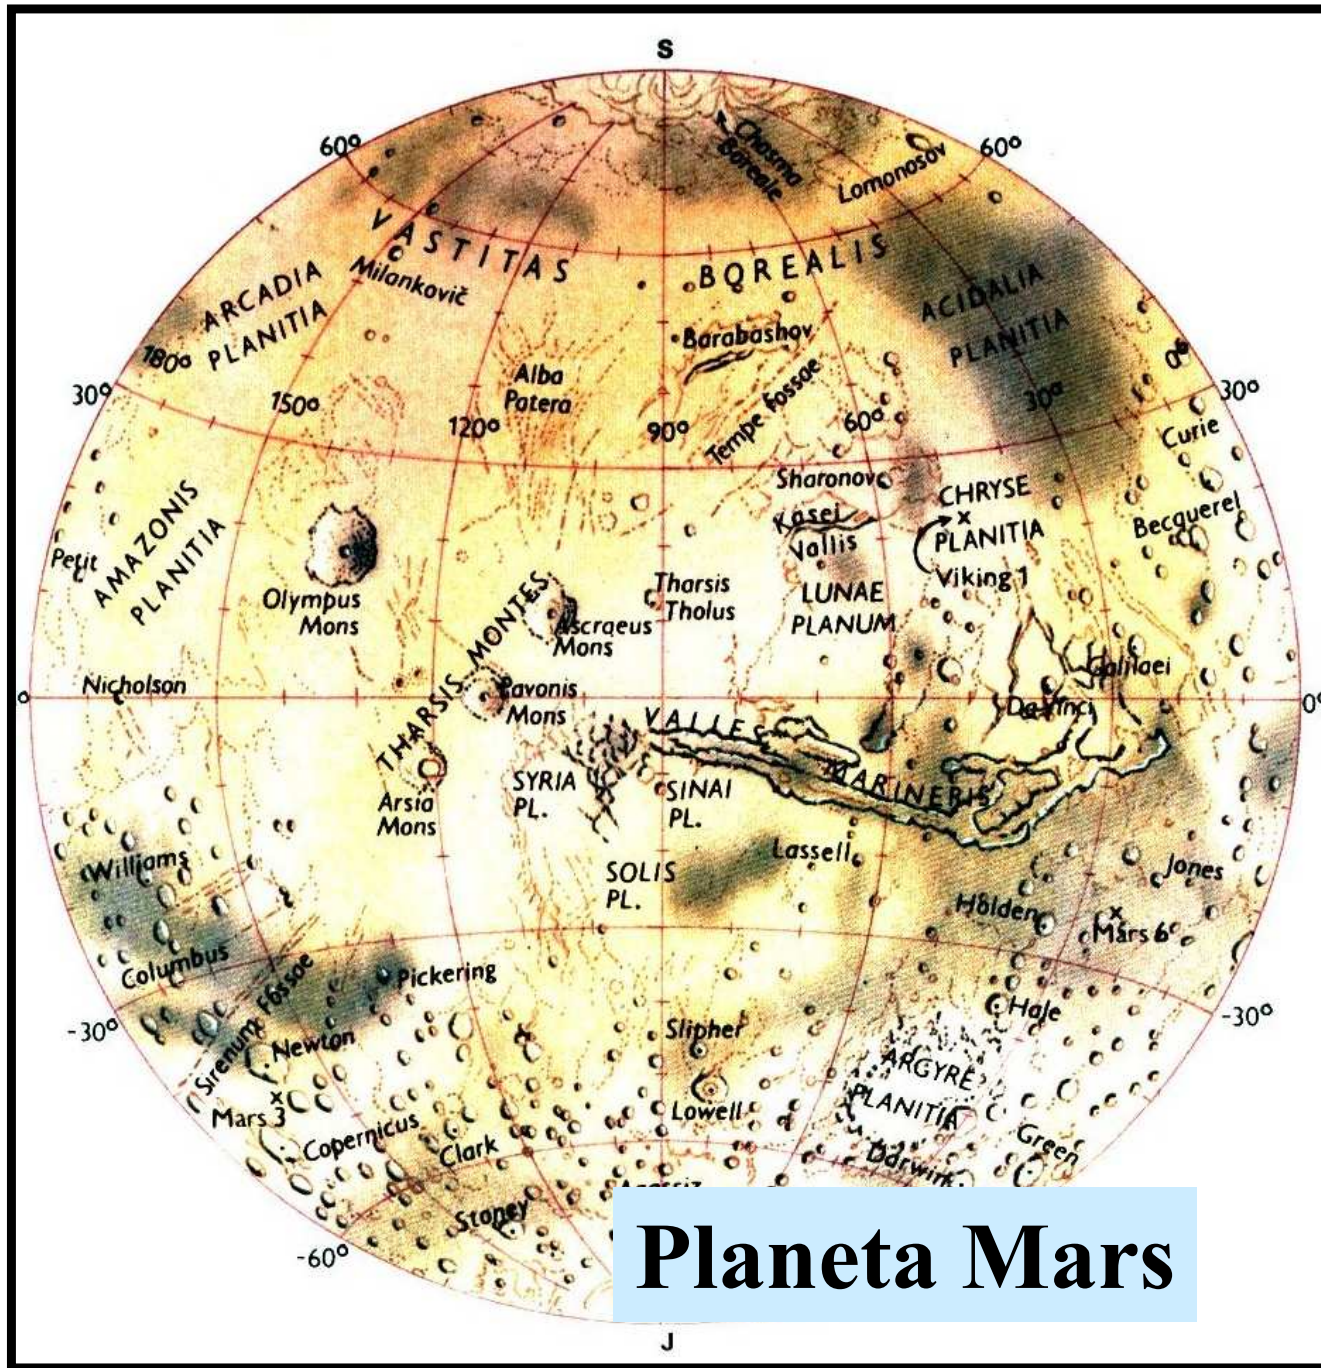 S
60°
60°
Chasma
Boreale
Lomonosov
VASTITAS
BOREALIS
Milankovič
ARCADIA
PLANITIA
ACIDALIA
PLANITIA
Barabashov
180°
0°
30°
30°
150°
Alba
Patera
120°
90°
Tempe Fossae
60°
30°
Curie
Sharonov
CHRYSE
PLANITIA
Becquerel
Kasei
Vallis
Viking 1
AMAZONIS
PLANITIA
Petit
Olympus
Mons
THARSIS MONTES
Ascraeus
Mons
Tharsis
Tholus
LUNAE
PLANUM
Galilaei
Nicholson
Pavonis
Mons
Da Vinci
0°
VALLES
MARINERIS
SYRIA
PL.
SINAI
PL.
Arsia
Mons
Lassell
Williams
SOLIS
PL.
Jones
Holden
Mars 6
Columbus
Pickering
-30°
-30°
Sirenum Fossae
Newton
Hale
Slipher
ARGYRE
PLANITIA
Mars 3
Lowell
Copernicus
Clark
Green
Darwin
Stoney
-60°
Planeta Mars
J